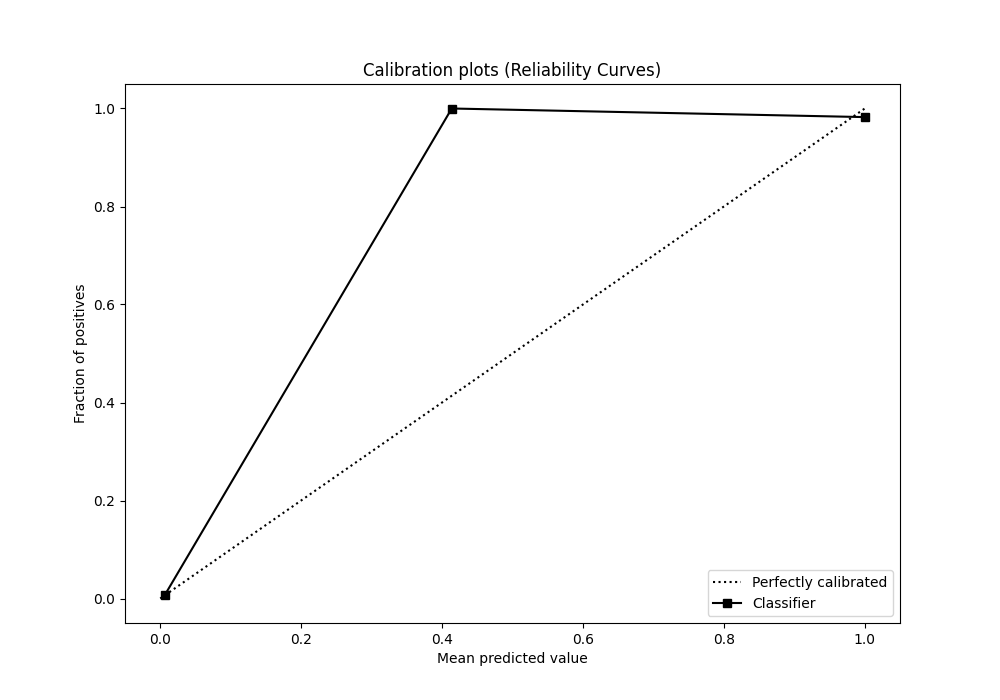 Calibration plots (Reliability Curves)
1.0
0.8
0.6
0.4
0.2
0.0
Fraction of positives
0.0 0.2 0.4 0.6 0.8 1.0
Mean predicted value
Perfectly calibrated
Classifier